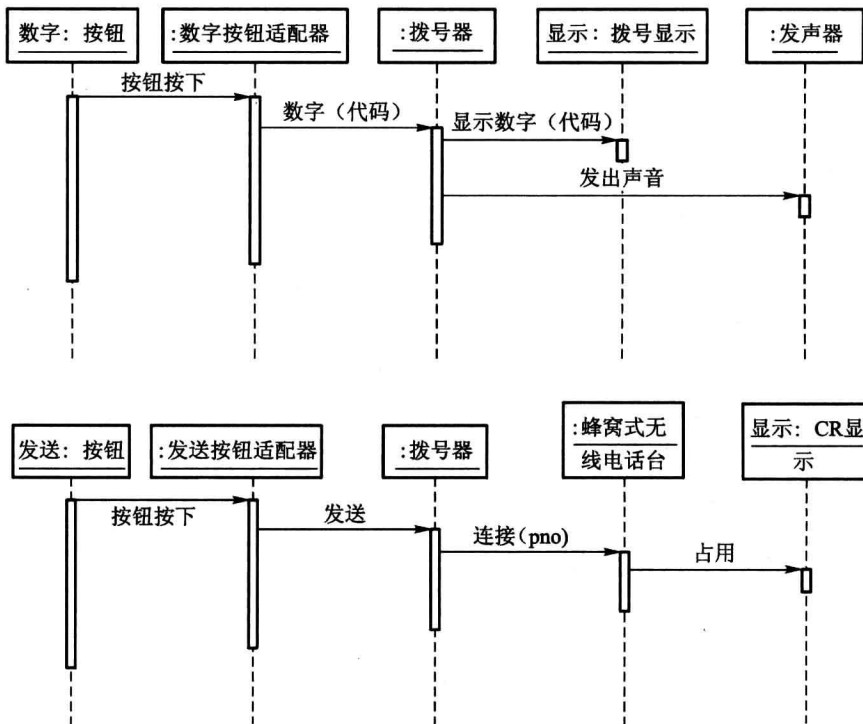 数字：按钮
:数字按钮适配器
:拨号器
显示：拨号显示
:发声器
按钮按下
数字（代码）
显示数字（代码）
发出声音
发送：按钮
:发送按钮适配器
:拨号器
:蜂窝式无
线电话台
显示：CR显
示
按钮按下
发送
连接(pno)
占用